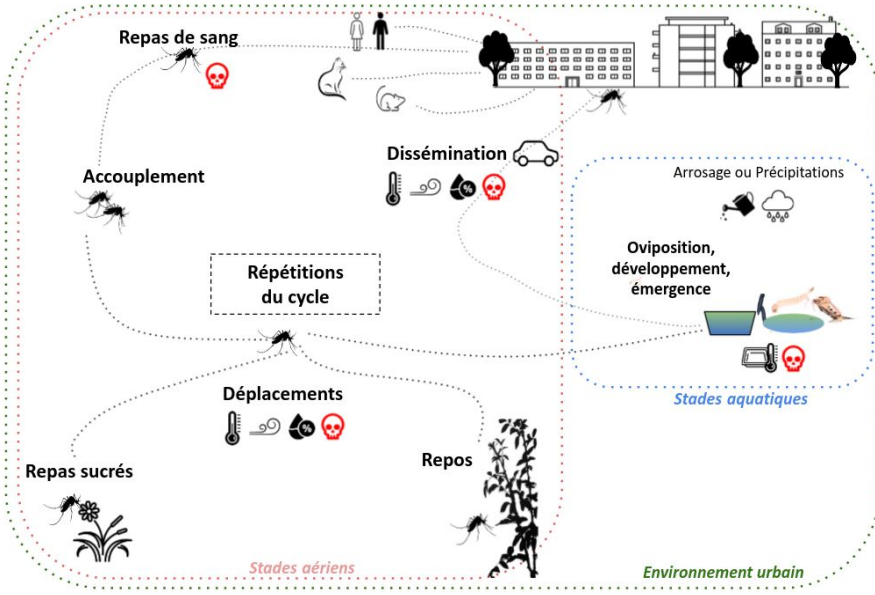 Repas de sang
Accouplement
Dissémination
%
Arrosage ou Précipitations
Oviposition,
développement,
émergence
Répétitions
du cycle
Stades aquatiques
Déplacements
%
Repas sucrés
Repos
Stades aériens
Environnement urbain